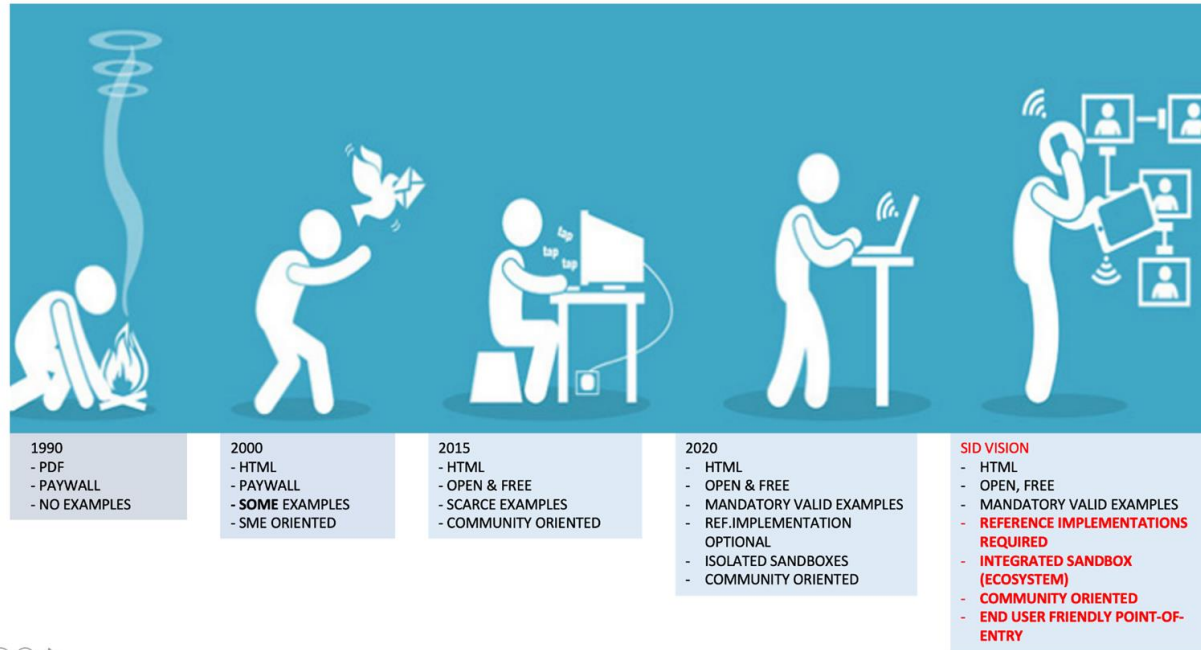 tap
tap
tap
1990
- PDF
- PAYWALL
- NO EXAMPLES
2000
- HTML
- PAYWALL
- SOME EXAMPLES
- SME ORIENTED
2015
- HTML
- OPEN & FREE
- SCARCE EXAMPLES
- COMMUNITY ORIENTED
2020
- HTML
- OPEN & FREE
- MANDATORY VALID EXAMPLES
- REF.IMPLEMENTATION
OPTIONAL
- ISOLATED SANDBOXES
- COMMUNITY ORIENTED
SID VISION
- HTML
- OPEN, FREE
- MANDATORY VALID EXAMPLES
- REFERENCE IMPLEMENTATIONS
REQUIRED
- INTEGRATED SANDBOX
(ECOSYSTEM)
- COMMUNITY ORIENTED
- END USER FRIENDLY POINT-OF-
ENTRY